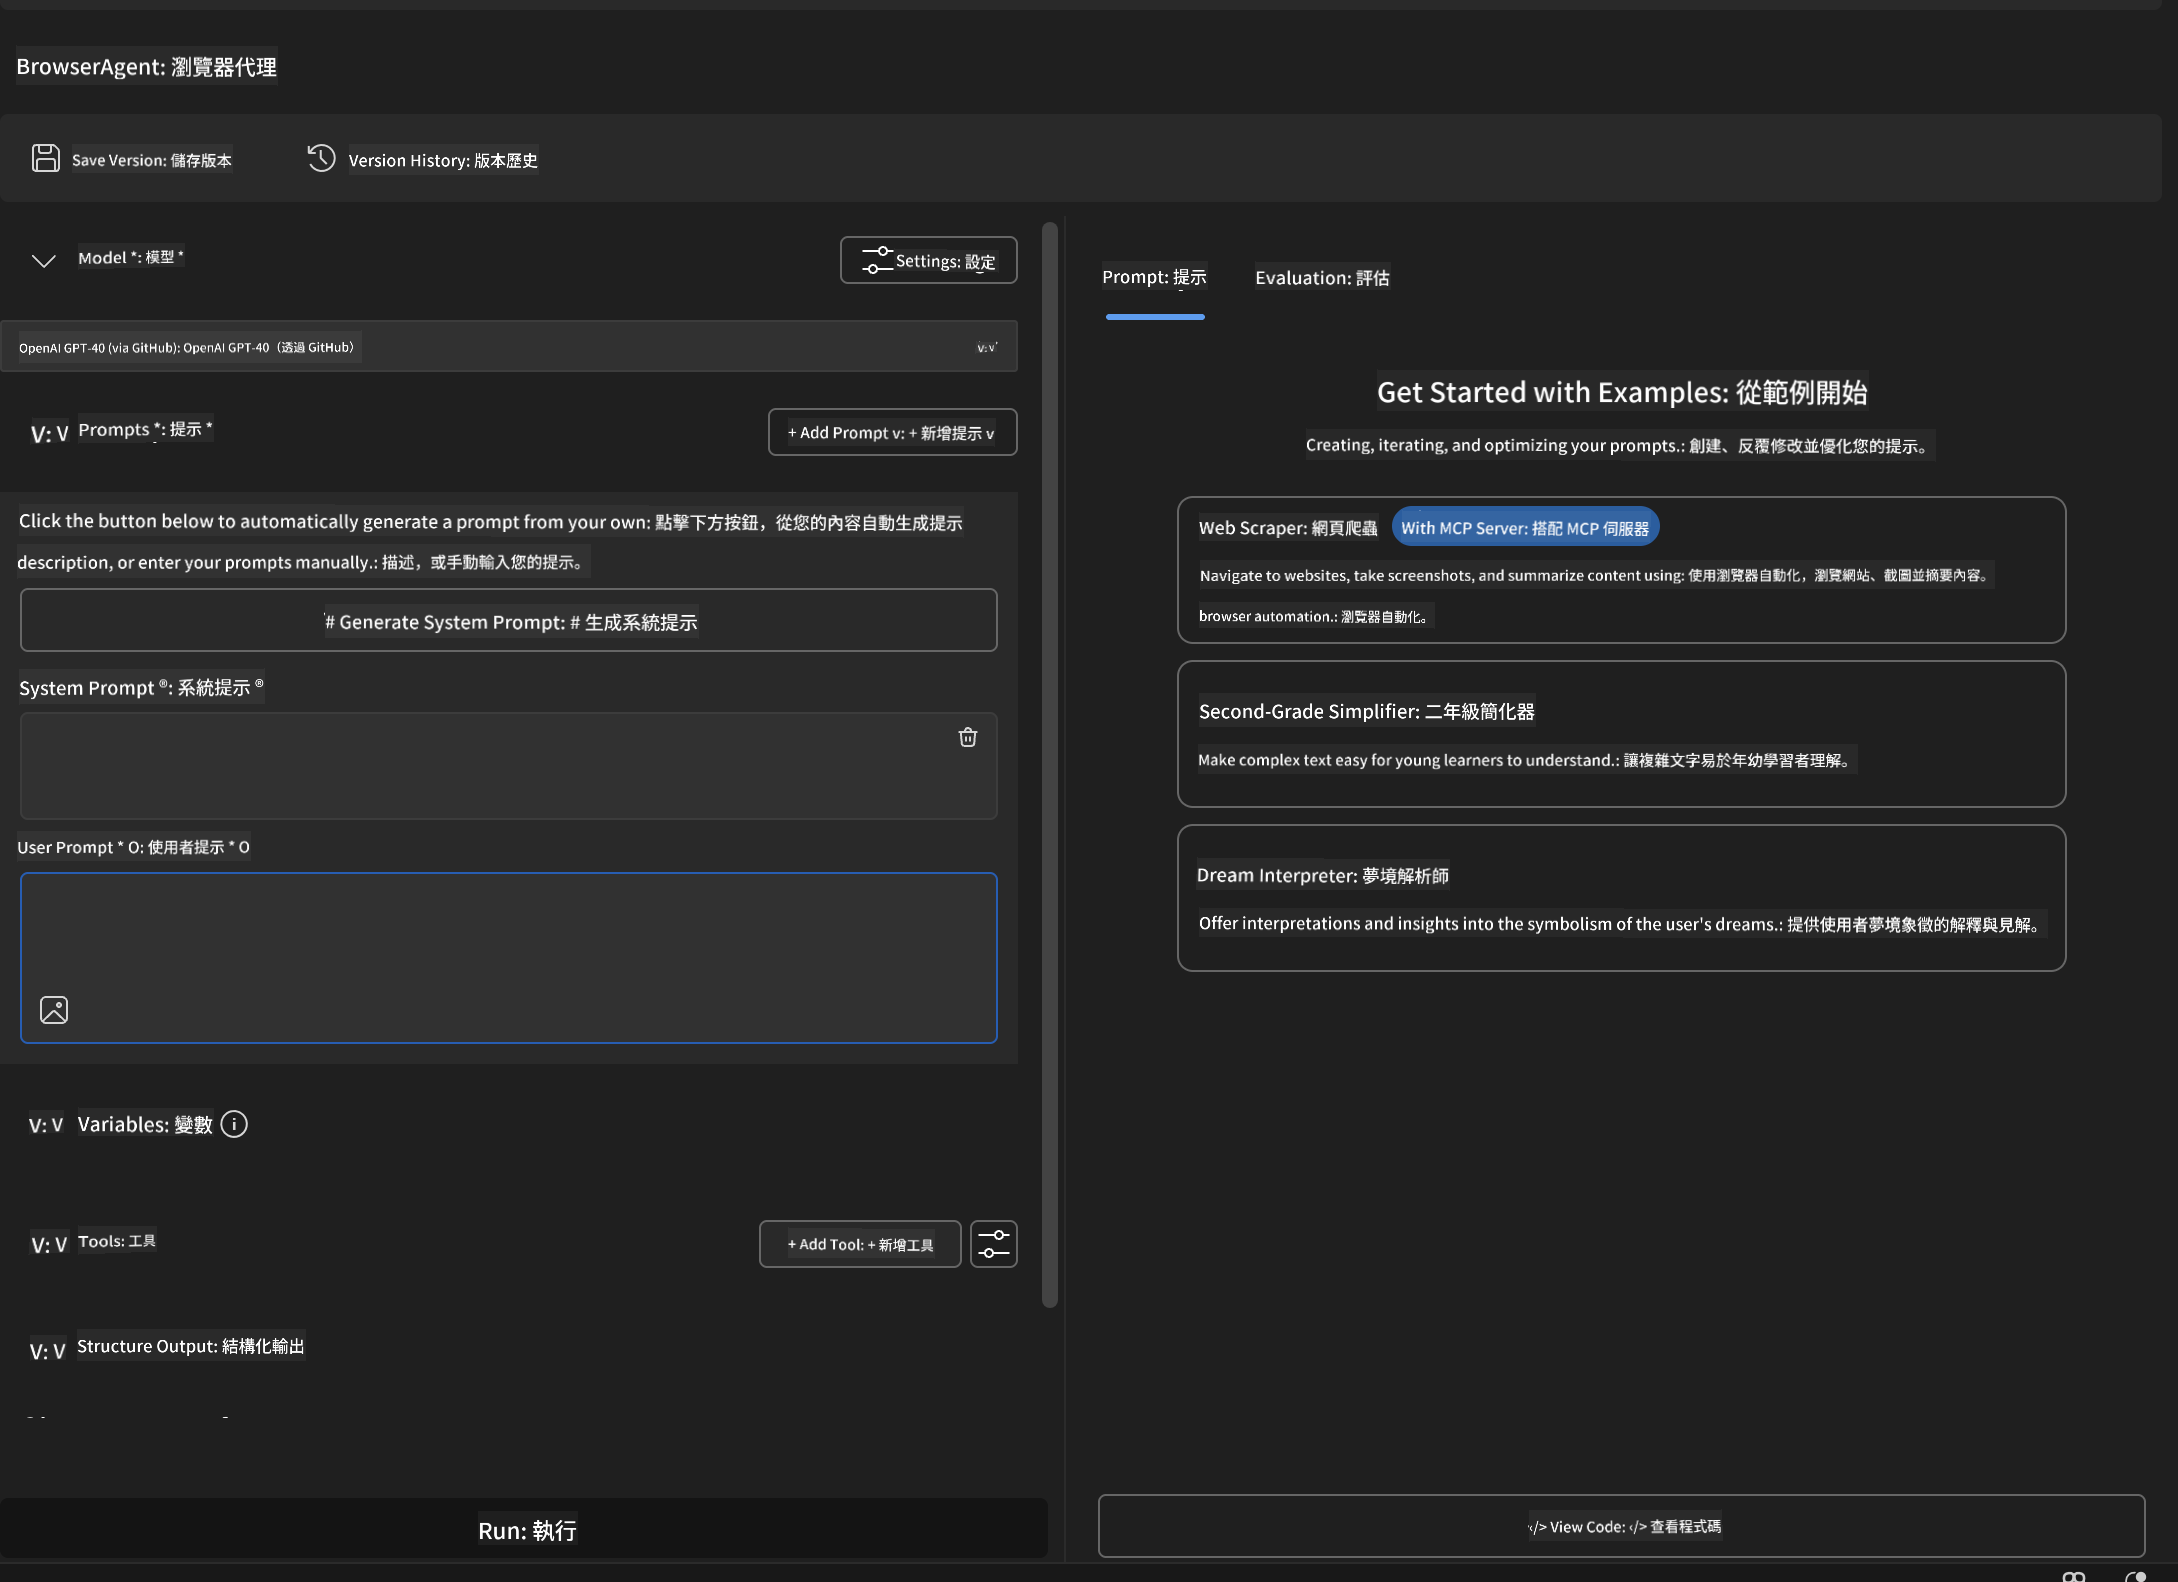 BrowserAgent: 瀏覽器代理
Save Version: 儲存版本
Version History: 版本歷史
Model *: 模型 *
Settings: 設定
OpenAI GPT-40 (via GitHub): OpenAI GPT-40（透過 GitHub）
v: v
V: V Prompts *: 提示 *
+ Add Prompt v: + 新增提示 v
Click the button below to automatically generate a prompt from your own: 點擊下方按鈕，從您的內容自動生成提示
description, or enter your prompts manually.: 描述，或手動輸入您的提示。
# Generate System Prompt: # 生成系統提示
System Prompt ®: 系統提示 ®
User Prompt * O: 使用者提示 * O
V: V Variables: 變數
V: V Tools: 工具
+ Add Tool: + 新增工具
V: V Structure Output: 結構化輸出
Run: 執行
Prompt: 提示
Evaluation: 評估
Get Started with Examples: 從範例開始
Creating, iterating, and optimizing your prompts.: 創建、反覆修改並優化您的提示。
Web Scraper: 網頁爬蟲
With MCP Server: 搭配 MCP 伺服器
Navigate to websites, take screenshots, and summarize content using: 使用瀏覽器自動化，瀏覽網站、截圖並摘要內容。
browser automation.: 瀏覽器自動化。
Second-Grade Simplifier: 二年級簡化器
Make complex text easy for young learners to understand.: 讓複雜文字易於年幼學習者理解。
Dream Interpreter: 夢境解析師
Offer interpretations and insights into the symbolism of the user's dreams.: 提供使用者夢境象徵的解釋與見解。
</> View Code: </> 查看程式碼